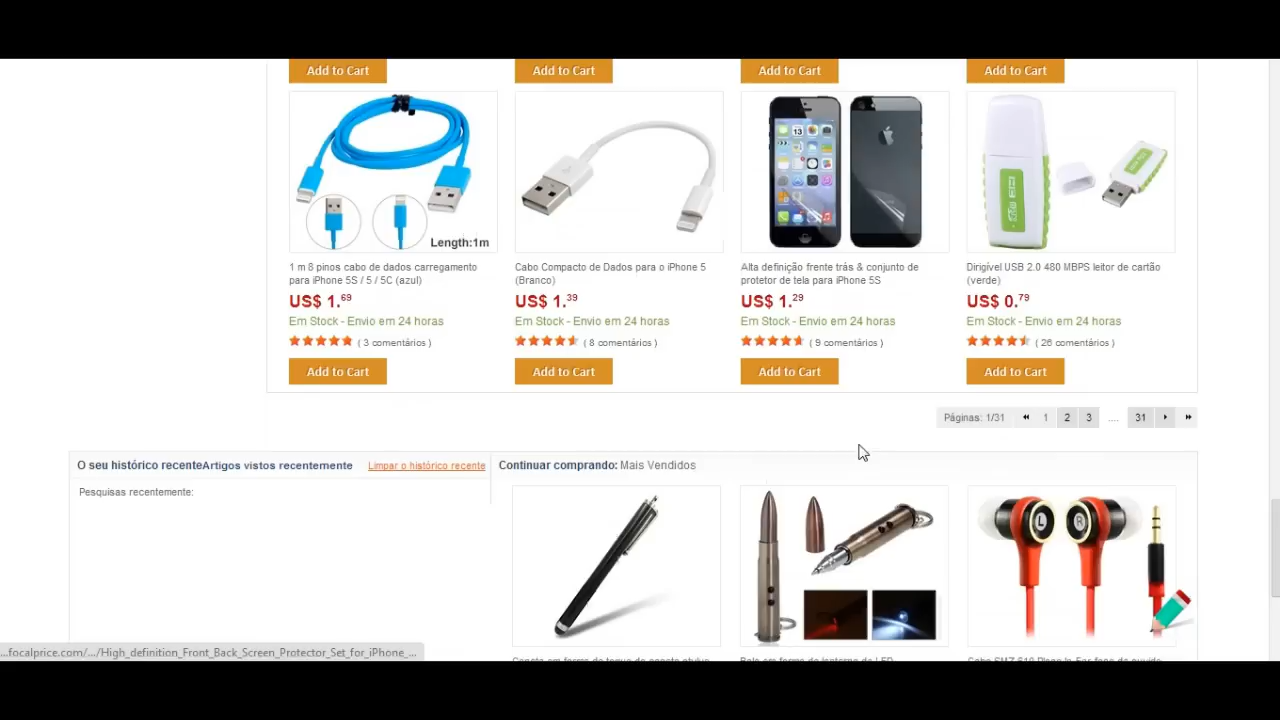 Add to Cart Add to Cart Add to Cart Add to Cart
Length:1m
1 m 8 pinos cabo de dados carregamento
para iPhone 5S / 5 / 5C (azul)
US$ 1.69
Em Stock - Envio em 24 horas
( 3 comentários )
Add to Cart
Cabo Compacto de Dados para o iPhone 5
(Branco)
US$ 1.39
Em Stock - Envio em 24 horas
( 8 comentários )
Add to Cart
Alta definição frente trás & conjunto de
protetor de tela para iPhone 5S
US$ 1.29
Em Stock - Envio em 24 horas
( 9 comentários )
Add to Cart
Dirigível USB 2.0 480 MBPS leitor de cartão
(verde)
US$ 0.79
Em Stock - Envio em 24 horas
( 26 comentários )
Add to Cart
Páginas: 1/31 1 2 3 .... 31
O seu histórico recenteArtigos vistos recentemente Limpar o histórico recente
Pesquisas recentemente:
Continuar comprando: Mais Vendidos
L R
...focalprice.com/.../High_definition_Front_Back_Screen_Protector_Set_for_iPhone_...